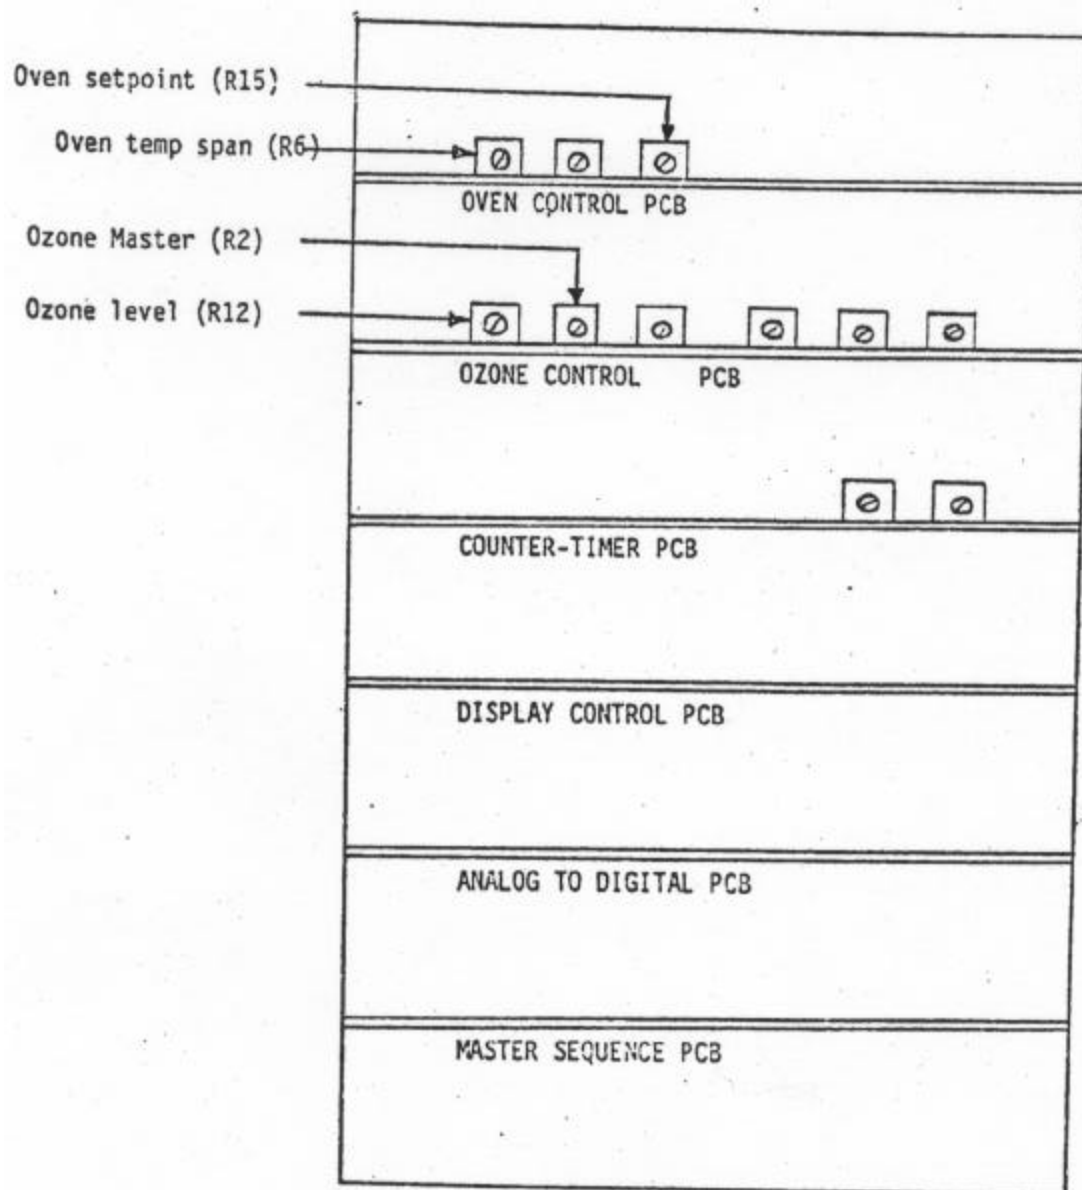 Oven setpoint (R15)
Oven temp span (R6)
OVEN CONTROL PCB
Ozone Master (R2)
Ozone level (R12)
OZONE CONTROL PCB
COUNTER-TIMER PCB
DISPLAY CONTROL PCB
ANALOG TO DIGITAL PCB
MASTER SEQUENCE PCB